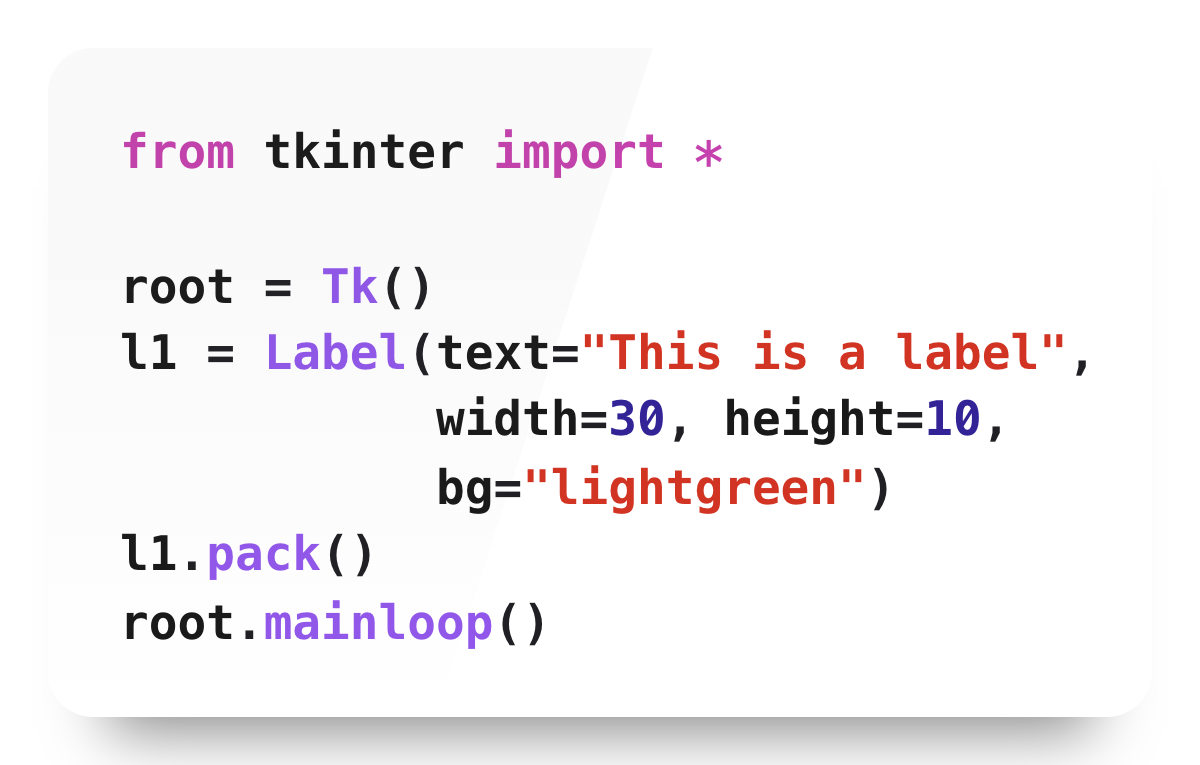 from tkinter import *
root = Tk()
l1 = Label(text="This is a label",
width=30, height=10,
bg="lightgreen")
l1.pack()
root.mainloop()